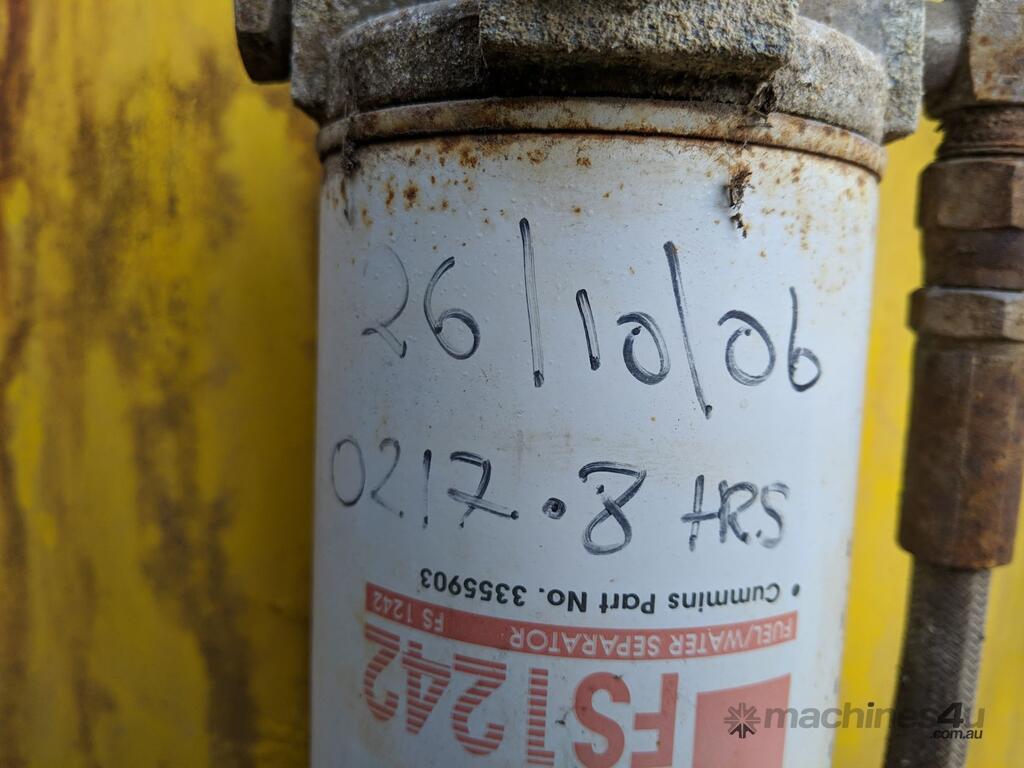 26/10/06
0217.8 HRS
• Cummins Part No. 3355903
FUEL/WATER SEPARATOR FS 1242
FS1242
machines4u
.com.au